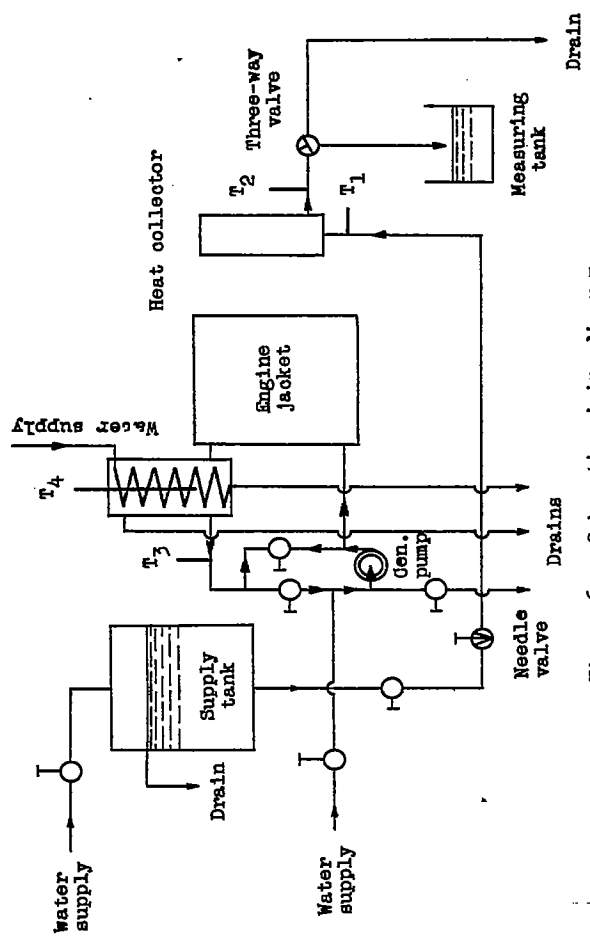 Water
supply
Drain
Supply
tank
Water
supply
T3
T4
Water supply
Cen.
pump
Engine
jacket
Needle
valve
Drains
Heat collector
T2
T1
Three-way
valve
Measuring
tank
Drain